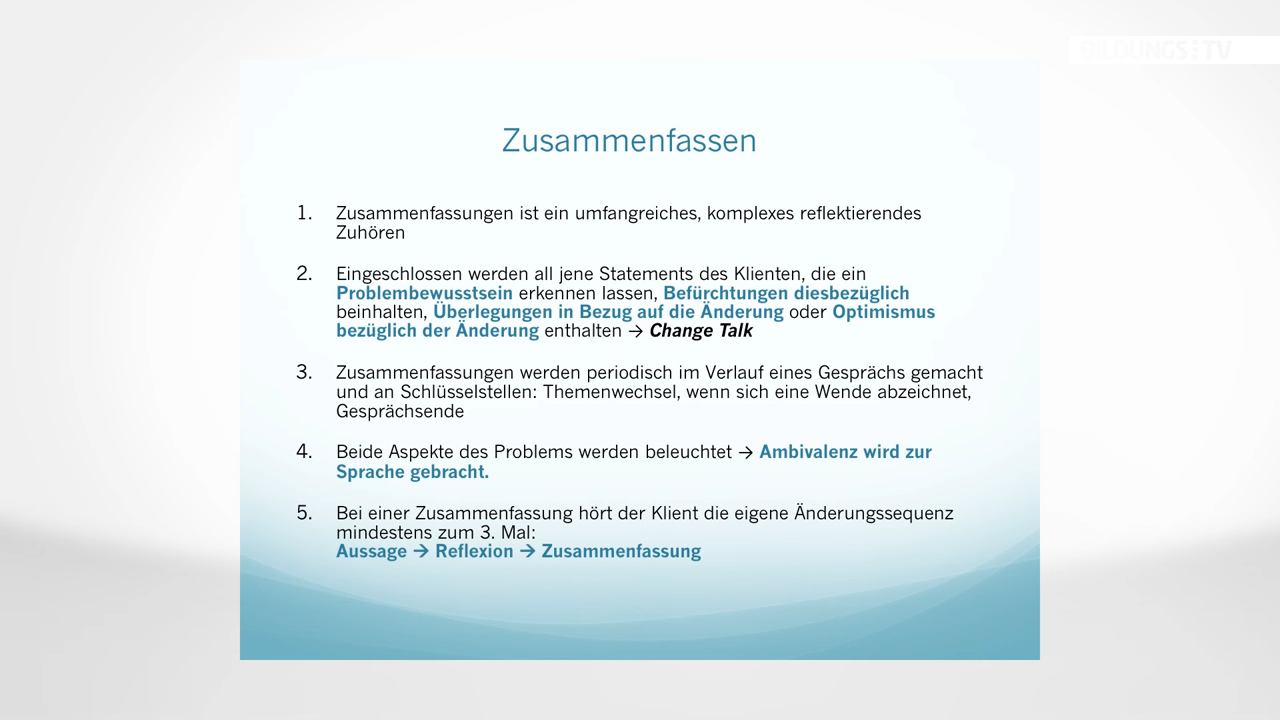 BILDUNGS:TV
Zusammenfassen
1. Zusammenfassungen ist ein umfangreiches, komplexes reflektierendes
Zuhören
2. Eingeschlossen werden all jene Statements des Klienten, die ein
Problembewusstsein erkennen lassen, Befürchtungen diesbezüglich
beinhalten, Überlegungen in Bezug auf die Änderung oder Optimismus
bezüglich der Änderung enthalten → Change Talk
3. Zusammenfassungen werden periodisch im Verlauf eines Gesprächs gemacht
und an Schlüsselstellen: Themenwechsel, wenn sich eine Wende abzeichnet,
Gesprächsende
4. Beide Aspekte des Problems werden beleuchtet → Ambivalenz wird zur
Sprache gebracht.
5. Bei einer Zusammenfassung hört der Klient die eigene Änderungssequenz
mindestens zum 3. Mal:
Aussage → Reflexion → Zusammenfassung